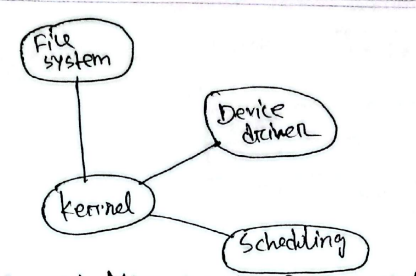 File
system
Device
driver
kernel
Scheduling